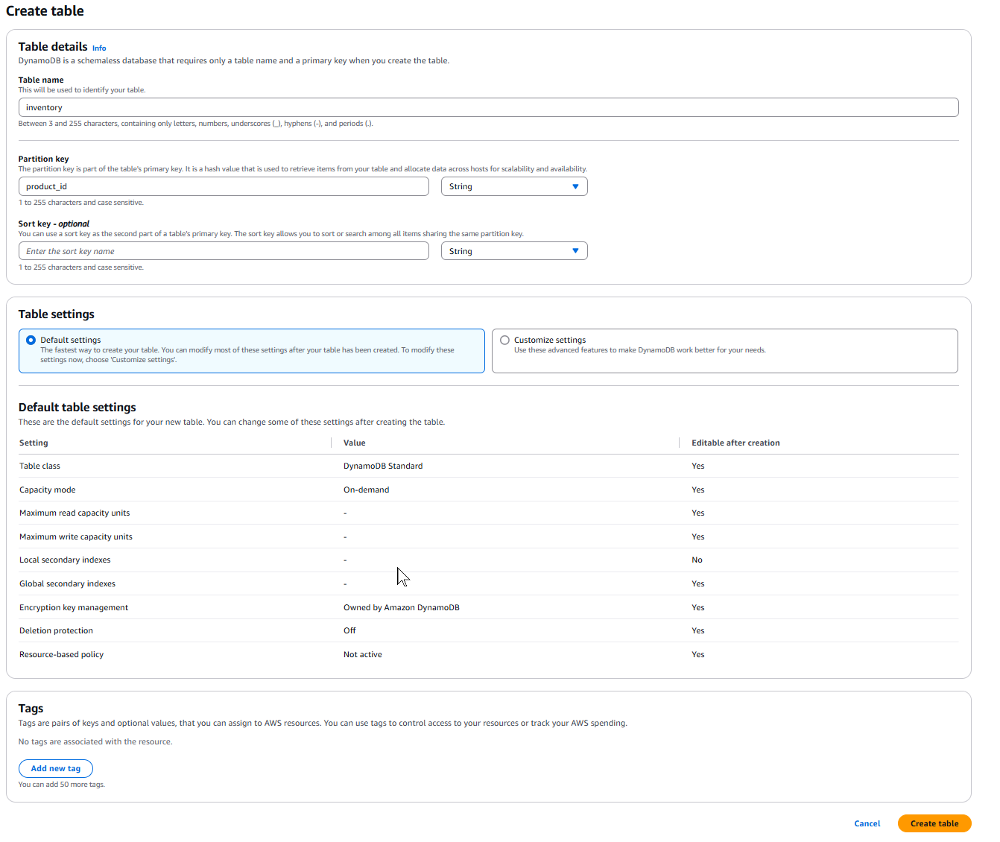 Create table
Table details Info
DynamoDB is a schemaless database that requires only a table name and a primary key when you create the table.
Table name
This will be used to identify your table.
inventory
Between 3 and 255 characters, containing only letters, numbers, underscores (_), hyphens (-), and periods (.).
Partition key
The partition key is part of the table's primary key. It is a hash value that is used to retrieve items from your table and allocate data across hosts for scalability and availability.
product_id String
1 to 255 characters and case sensitive.
Sort key - optional
You can use a sort key as the second part of a table's primary key. The sort key allows you to sort or search among all items sharing the same partition key.
Enter the sort key name String
1 to 255 characters and case sensitive.
Table settings
Default settings
The fastest way to create your table. You can modify most of these settings after your table has been created. To modify these
settings now, choose 'Customize settings'.
Customize settings
Use these advanced features to make DynamoDB work better for your needs.
Default table settings
These are the default settings for your new table. You can change some of these settings after creating the table.
Setting Value Editable after creation
Table class DynamoDB Standard Yes
Capacity mode On-demand Yes
Maximum read capacity units - Yes
Maximum write capacity units - Yes
Local secondary indexes - No
Global secondary indexes - Yes
Encryption key management Owned by Amazon DynamoDB Yes
Deletion protection Off Yes
Resource-based policy Not active Yes
Tags
Tags are pairs of keys and optional values, that you can assign to AWS resources. You can use tags to control access to your resources or track your AWS spending.
No tags are associated with the resource.
Add new tag
You can add 50 more tags.
Cancel Create table